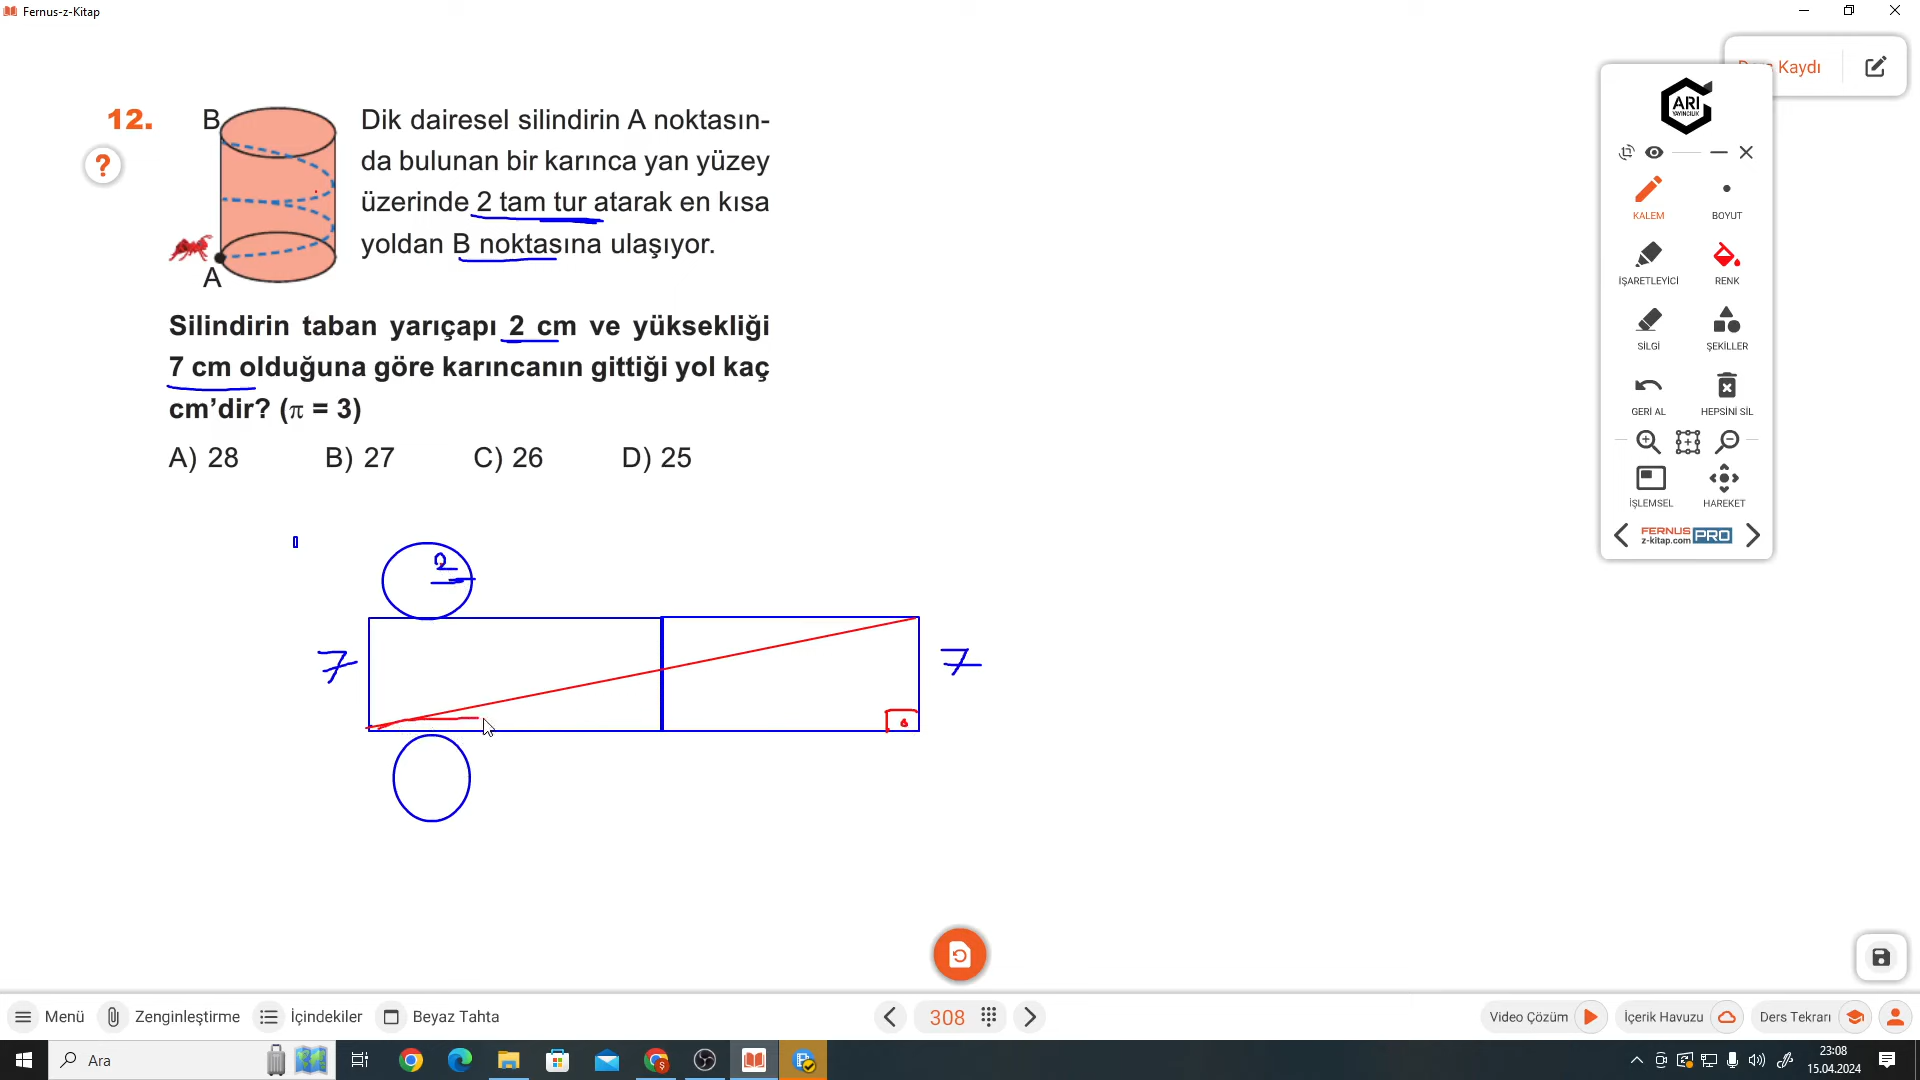 Fernus-z-Kitap
Ders Kaydı
12.
B
A
?
Dik dairesel silindirin A noktasın-
da bulunan bir karınca yan yüzey
üzerinde 2 tam tur atarak en kısa
yoldan B noktasına ulaşıyor.
Silindirin taban yarıçapı 2 cm ve yüksekliği
7 cm olduğuna göre karıncanın gittiği yol kaç
cm’dir? (π = 3)
A) 28 B) 27 C) 26 D) 25
2
7
7
ARI
YAYINCILIK
KALEM BOYUT
İŞARETLEYİCİ RENK
SİLGİ ŞEKİLLER
GERİ AL HEPSİNİ SİL
İŞLEMSEL HAREKET
FERNUS
z-kitap.com PRO
Menü Zenginleştirme İçindekiler Beyaz Tahta 308 Video Çözüm İçerik Havuzu Ders Tekrarı
Ara
23:08
15.04.2024